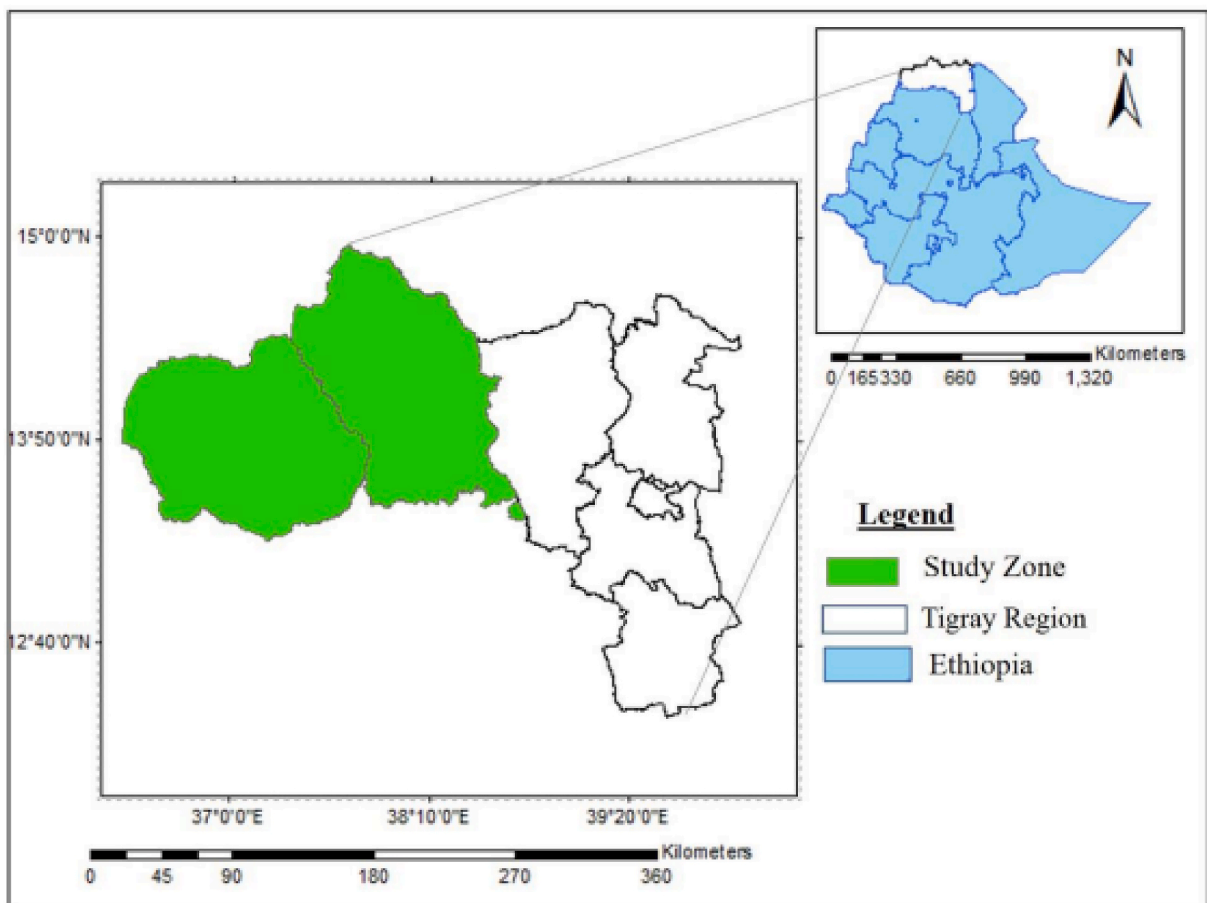 N
Kilometers
0 165 330 660 990 1,320
15°0'0"N
13°50'0"N
12°40'0"N
37°0'0"E 38°10'0"E 39°20'0"E
Kilometers
0 45 90 180 270 360
Legend
Study Zone
Tigray Region
Ethiopia